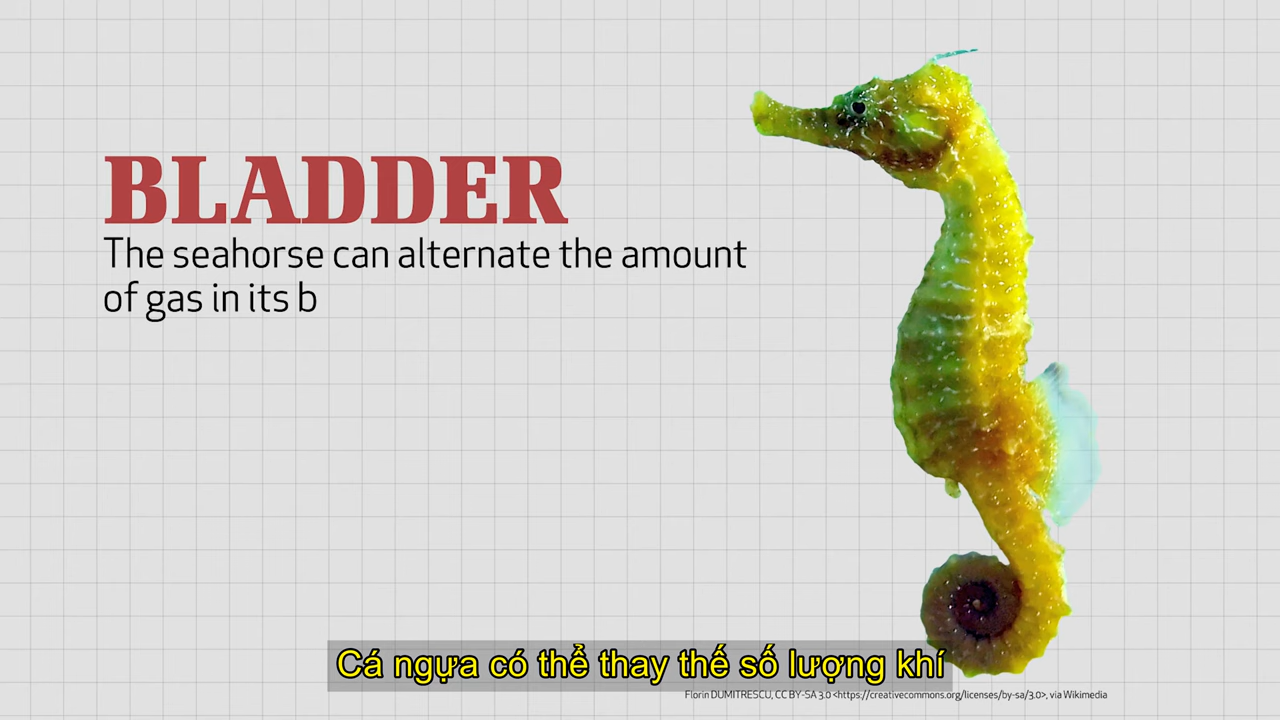 BLADDER
The seahorse can alternate the amount
of gas in its b
Cá ngựa có thể thay thế số lượng khí
Florin DUMITRESCU, CC BY-SA 3.0 <https://creativecommons.org/licenses/by-sa/3.0>, via Wikimedia